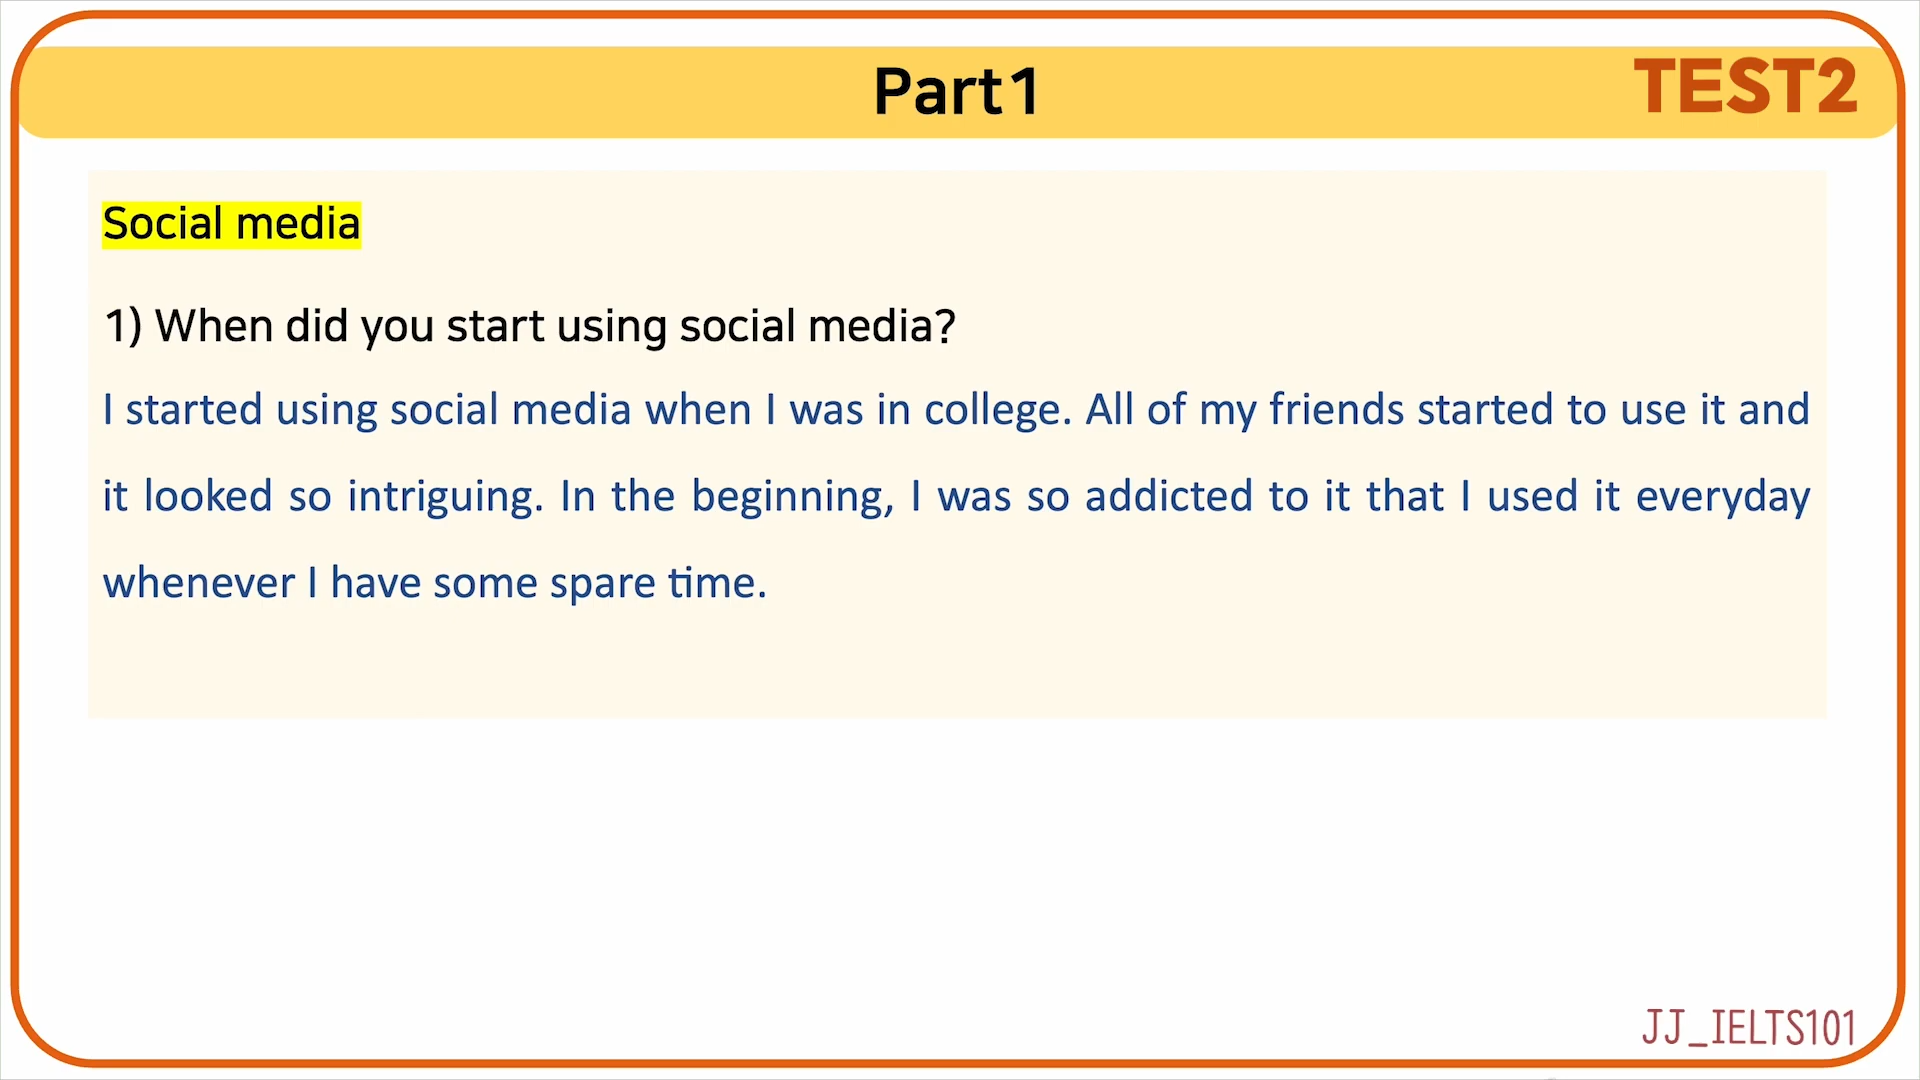 Part1
TEST2
Social media
1) When did you start using social media?
I started using social media when I was in college. All of my friends started to use it and
it looked so intriguing. In the beginning, I was so addicted to it that I used it everyday
whenever I have some spare time.
JJ_IELTS101